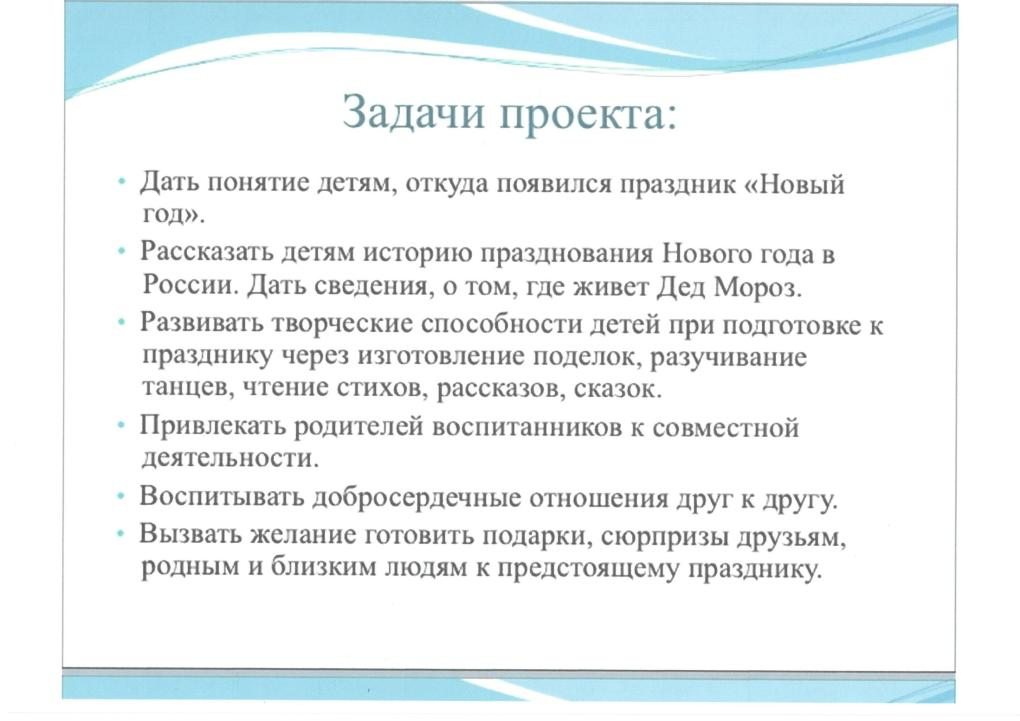 Задачи проекта:
• Дать понятие детям, откуда появился праздник «Новый
год».
• Рассказать детям историю празднования Нового года в
России. Дать сведения, о том, где живет Дед Мороз.
• Развивать творческие способности детей при подготовке к
празднику через изготовление поделок, разучивание
танцев, чтение стихов, рассказов, сказок.
• Привлекать родителей воспитанников к совместной
деятельности.
• Воспитывать добросердечные отношения друг к другу.
• Вызвать желание готовить подарки, сюрпризы друзьям,
родным и близким людям к предстоящему празднику.